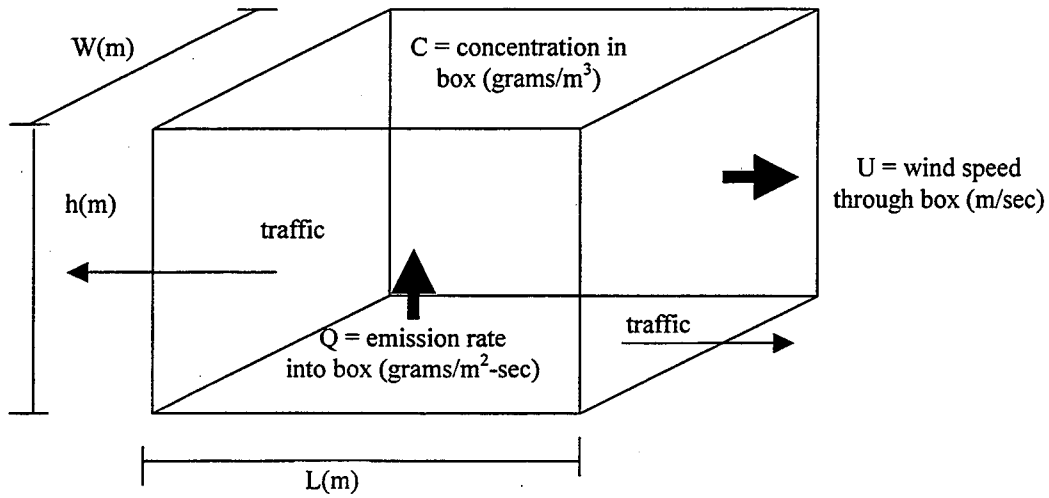 W(m)
C = concentration in
box (grams/m³)
U = wind speed
through box (m/sec)
h(m)
traffic
traffic
Q = emission rate
into box (grams/m²-sec)
L(m)